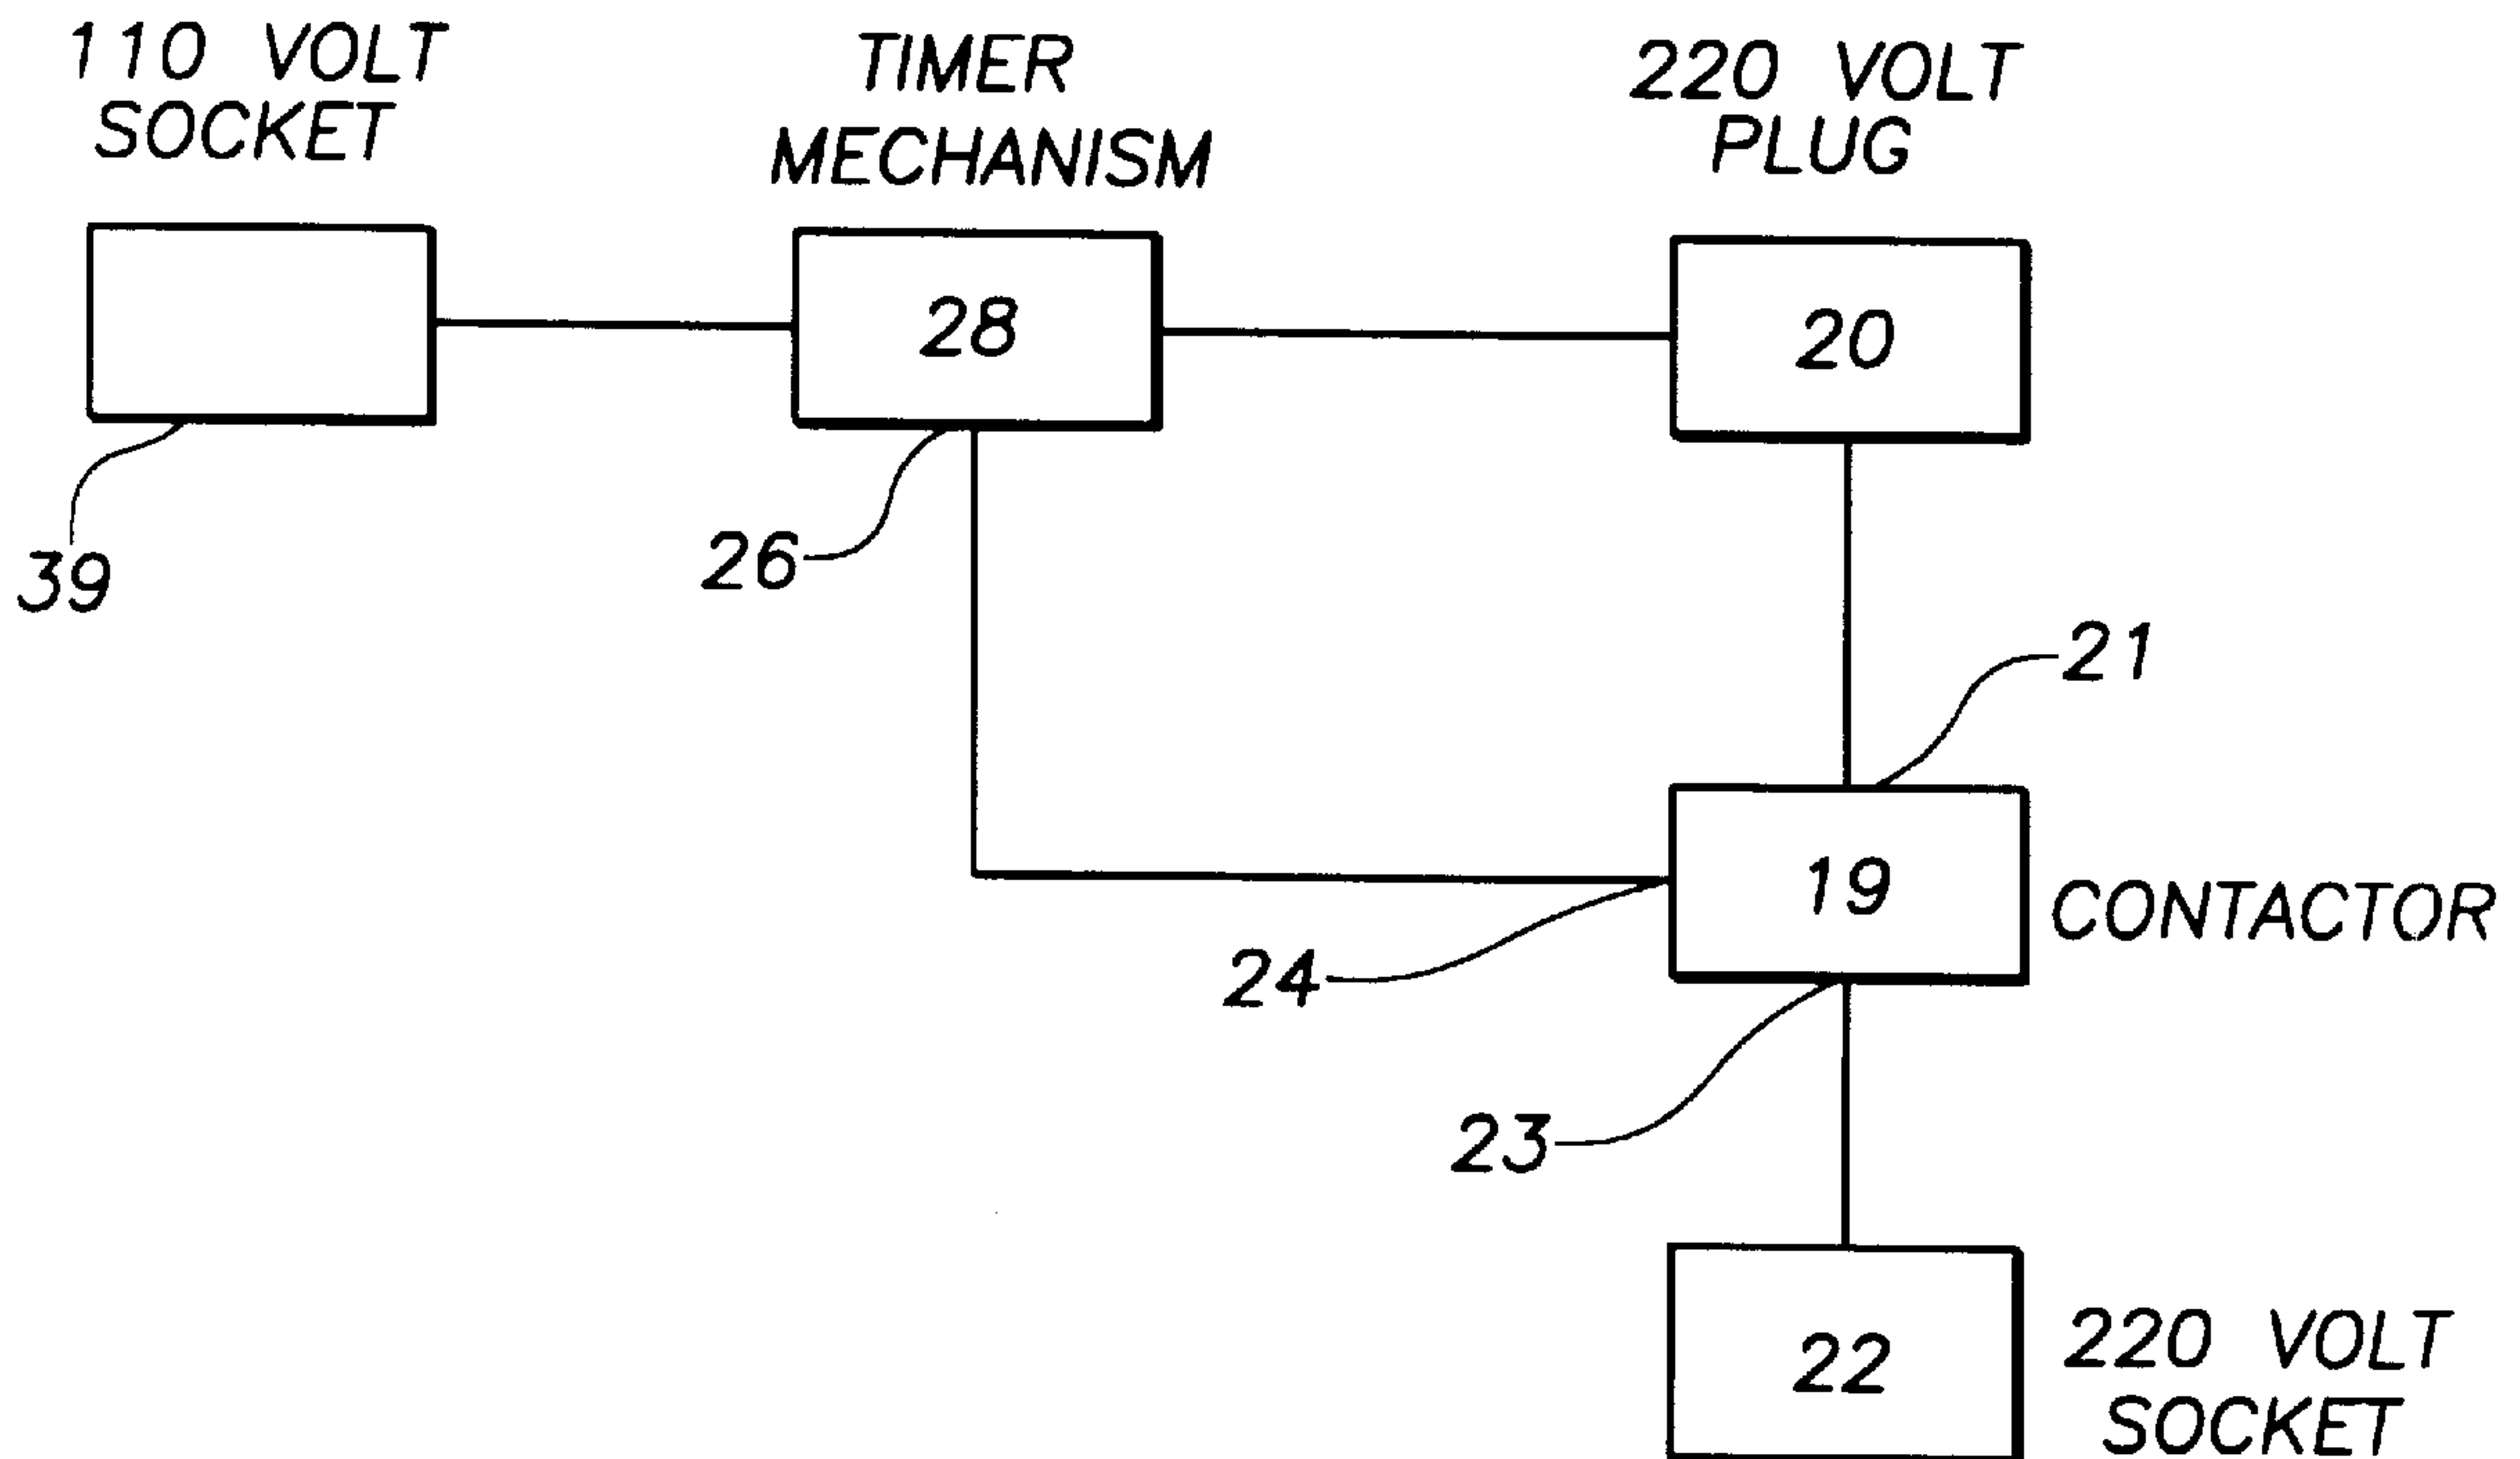 110 VOLT
SOCKET
TIMER
MECHANISM
220 VOLT
PLUG
28
20
39
26
21
19
CONTACTOR
24
23
22
220 VOLT
SOCKET